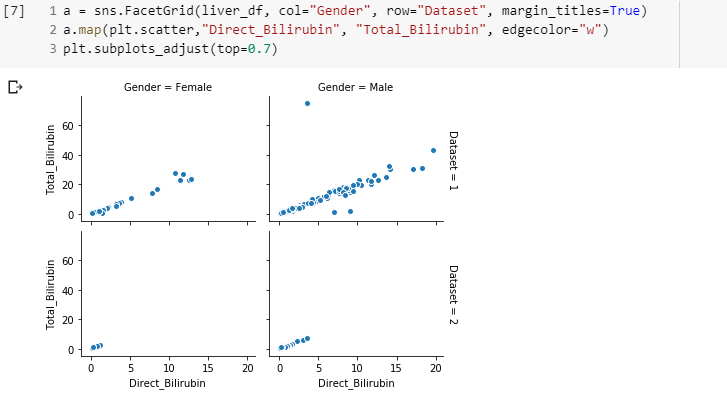 [7] 1 a = sns.FacetGrid(liver_df, col="Gender", row="Dataset", margin_titles=True)
2 a.map(plt.scatter,"Direct_Bilirubin", "Total_Bilirubin", edgecolor="w")
3 plt.subplots_adjust(top=0.7)
Gender = Female
Gender = Male
60
40
20
0
Total_Bilirubin
Dataset = 1
60
40
20
0
Total_Bilirubin
Dataset = 2
0 5 10 15 20
0 5 10 15 20
Direct_Bilirubin
Direct_Bilirubin